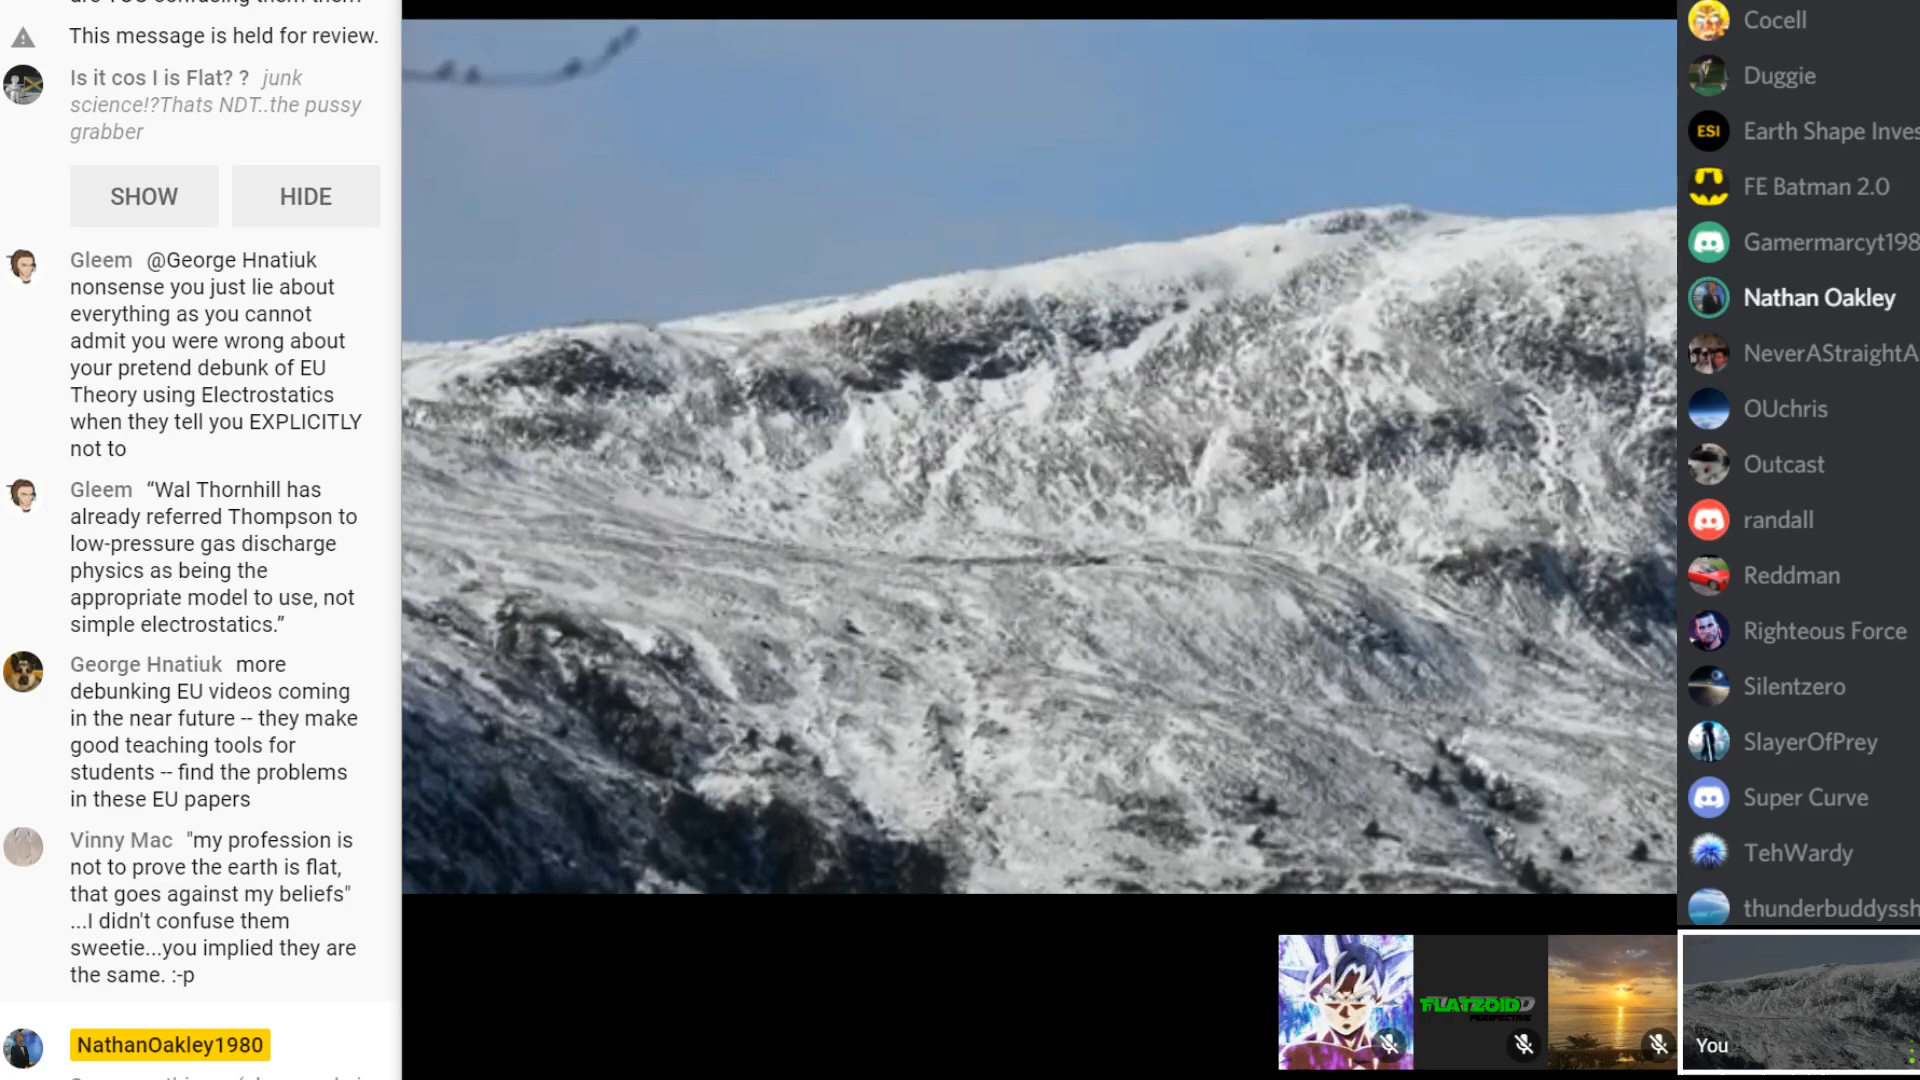 This message is held for review.
Is it cos I is Flat? ? junk
science!?Thats NDT..the pussy
grabber
SHOW HIDE
Gleem @George Hnatiuk
nonsense you just lie about
everything as you cannot
admit you were wrong about
your pretend debunk of EU
Theory using Electrostatics
when they tell you EXPLICITLY
not to
Gleem “Wal Thornhill has
already referred Thompson to
low-pressure gas discharge
physics as being the
appropriate model to use, not
simple electrostatics.”
George Hnatiuk more
debunking EU videos coming
in the near future -- they make
good teaching tools for
students -- find the problems
in these EU papers
Vinny Mac "my profession is
not to prove the earth is flat,
that goes against my beliefs"
...I didn't confuse them
sweetie...you implied they are
the same. :-p
NathanOakley1980
Cocell
Duggie
ESI
Earth Shape Inves
FE Batman 2.0
Gamermarcyt198
Nathan Oakley
NeverAStraightA
OUchris
Outcast
randall
Reddman
Righteous Force
Silentzero
SlayerOfPrey
Super Curve
TehWardy
thunderbuddyssh
FLATZOID
PERSPECTIVE
You